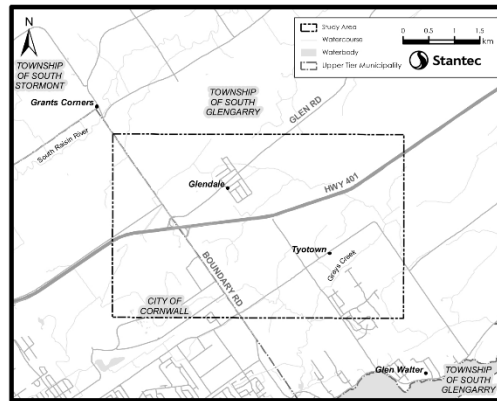 N
Study Area
Watercourse
Waterbody
Upper Tier Municipality
0 0.5 1 1.5
km
Stantec
TOWNSHIP
OF SOUTH
STORMONT
Grants Corners
TOWNSHIP
OF SOUTH
GLENGARRY
GLEN RD
South Raisin River
Glendale
HWY 401
Tyotown
Grays Creek
BOUNDARY RD
CITY OF
CORNWALL
Glen Walter
TOWNSHIP
OF SOUTH
GLENGARRY